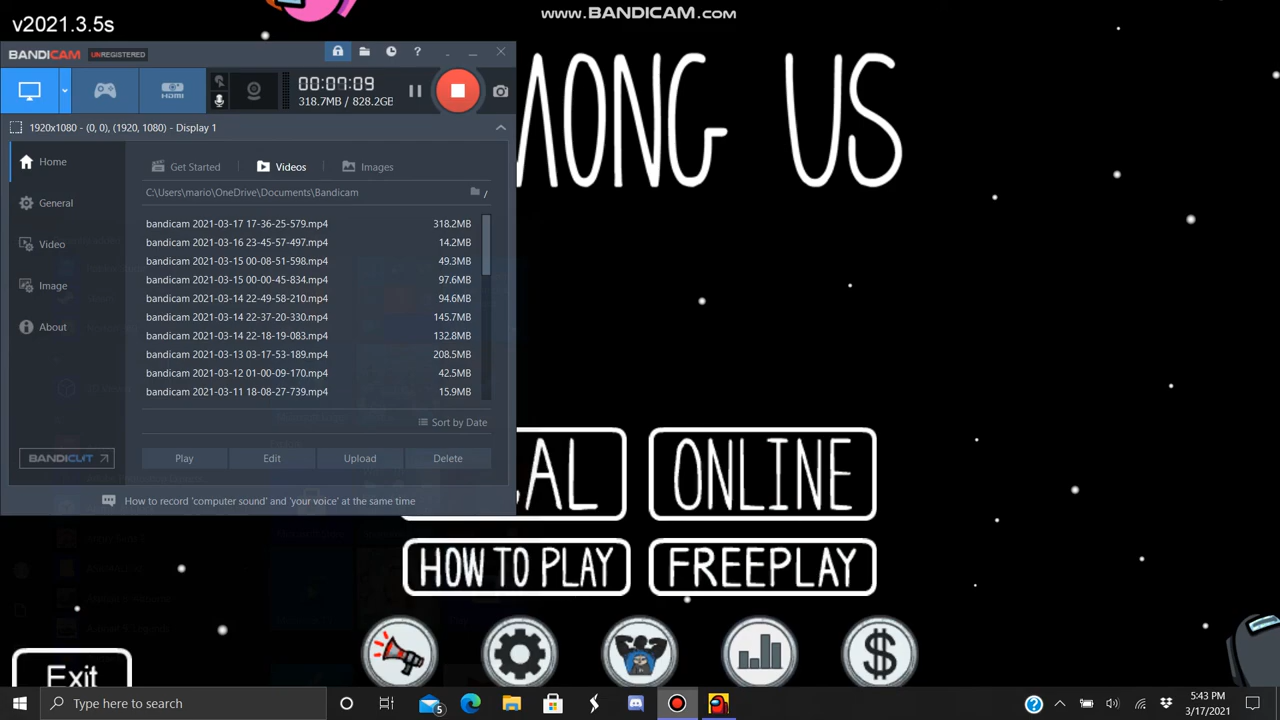 www.BANDICAM.com
v2021.3.5s
MONG US
BANDICAM UNREGISTERED
?
HDMI
00:07:09
318.7MB / 828.2GB
1920x1080 - (0, 0), (1920, 1080) - Display 1
Home
General
Video
Image
About
Get Started
Videos
Images
C:\Users\mario\OneDrive\Documents\Bandicam
/
bandicam 2021-03-17 17-36-25-579.mp4 318.2MB
bandicam 2021-03-16 23-45-57-497.mp4 14.2MB
bandicam 2021-03-15 00-08-51-598.mp4 49.3MB
bandicam 2021-03-15 00-00-45-834.mp4 97.6MB
bandicam 2021-03-14 22-49-58-210.mp4 94.6MB
bandicam 2021-03-14 22-37-20-330.mp4 145.7MB
bandicam 2021-03-14 22-18-19-083.mp4 132.8MB
bandicam 2021-03-13 03-17-53-189.mp4 208.5MB
bandicam 2021-03-12 01-00-09-170.mp4 42.5MB
bandicam 2021-03-11 18-08-27-739.mp4 15.9MB
Sort by Date
BANDICUT
Play
Edit
Upload
Delete
How to record 'computer sound' and 'your voice' at the same time
CAL
ONLINE
HOW TO PLAY
FREEPLAY
$
Exit
Type here to search
5
?
5:43 PM
3/17/2021